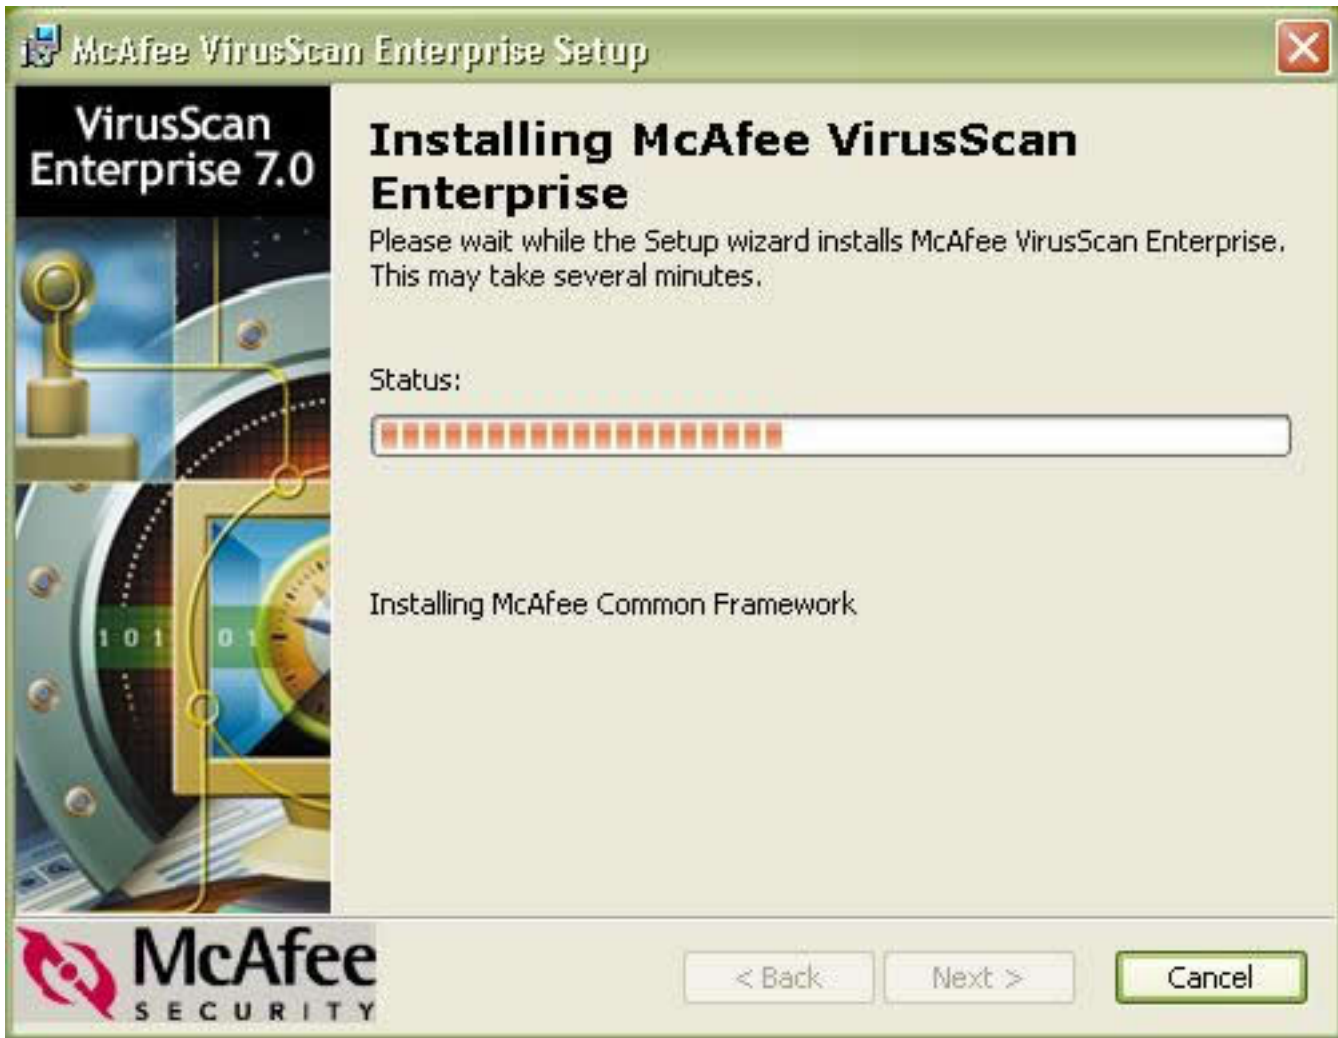 McAfee VirusScan Enterprise Setup
VirusScan
Enterprise 7.0
Installing McAfee VirusScan
Enterprise
Please wait while the Setup wizard installs McAfee VirusScan Enterprise.
This may take several minutes.
Status:
Installing McAfee Common Framework
1 0 1 0 1
McAfee
SECURITY
< Back
Next >
Cancel